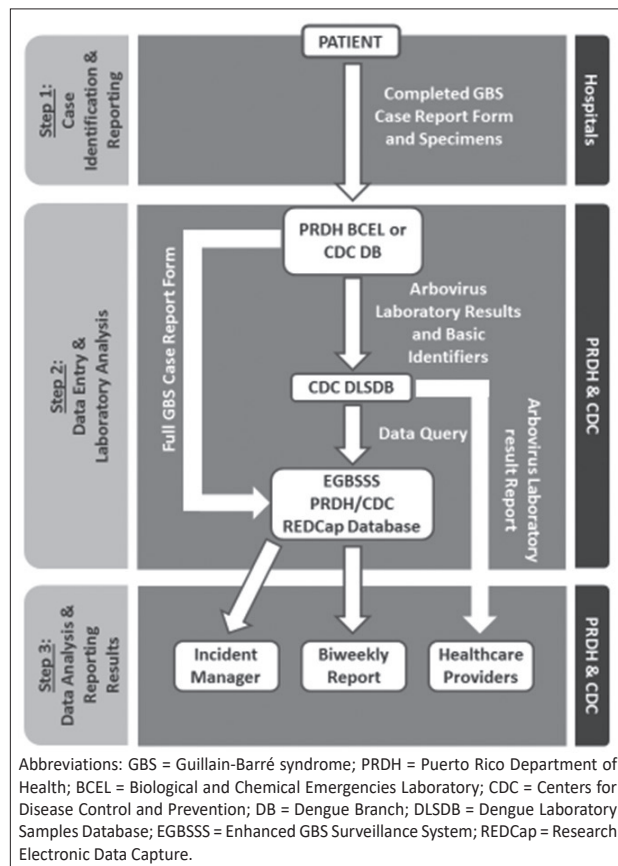 Step 1:
Case
Identification &
Reporting
PATIENT
Completed GBS
Case Report Form
and Specimens
Hospitals
Step 2:
Data Entry &
Laboratory Analysis
PRDH BCEL or
CDC DB
Full GBS Case Report Form
Arbovirus
Laboratory Results
and Basic
Identifiers
CDC DLSDB
Data Query
Arbovirus Laboratory
result Report
EGBSSS
PRDH/CDC
REDCap Database
PRDH & CDC
Step 3:
Data Analysis &
Reporting
Results
Incident
Manager
Biweekly
Report
Healthcare
Providers
PRDH & CDC
Abbreviations: GBS = Guillain-Barré syndrome; PRDH = Puerto Rico Department of
Health; BCEL = Biological and Chemical Emergencies Laboratory; CDC = Centers for
Disease Control and Prevention; DB = Dengue Branch; DLSDB = Dengue Laboratory
Samples Database; EGBSSS = Enhanced GBS Surveillance System; REDCap = Research
Electronic Data Capture.